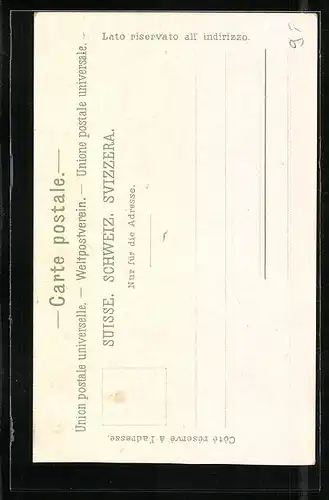 —Carte postale.—
Union postale universelle. — Weltpostverein. — Unione postale universale.
SUISSE. SCHWEIZ. SVIZZERA.
Nur für die Adresse.
Côté réservé à l'adresse.
Lato riservato all' indirizzo.